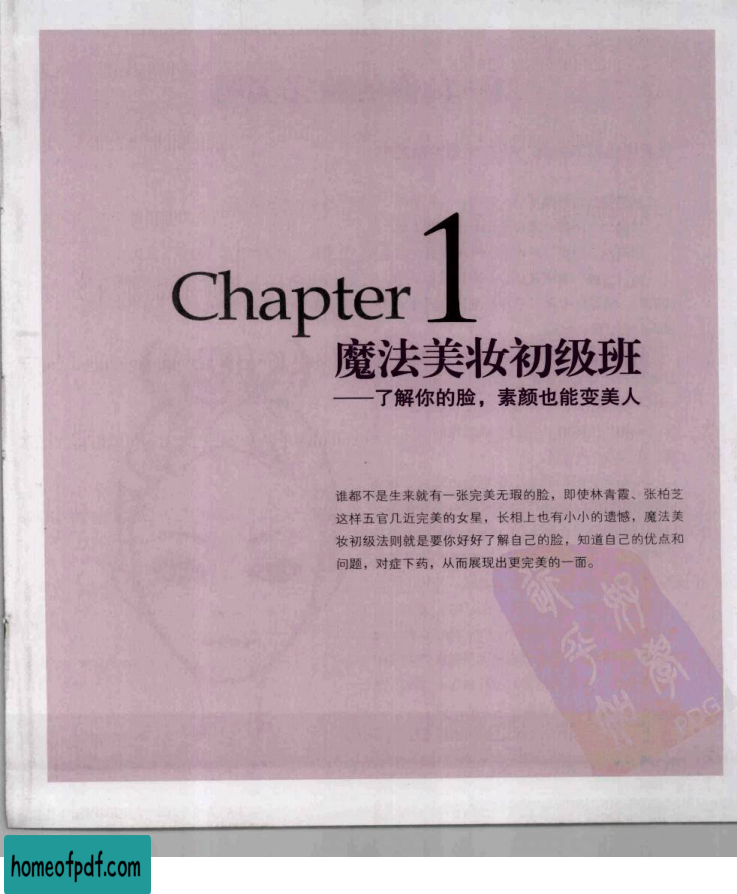 Chapter 1
魔法美妆初级班
——了解你的脸，素颜也能变美人
谁都不是生来就有一张完美无瑕的脸，即使林青霞、张柏芝
这样五官几近完美的女星，长相上也有小小的遗憾，魔法美
妆初级法则就是要你好好了解自己的脸，知道自己的优点和
问题，对症下药，从而展现出更完美的一面。
PDG
homeofpdf.com